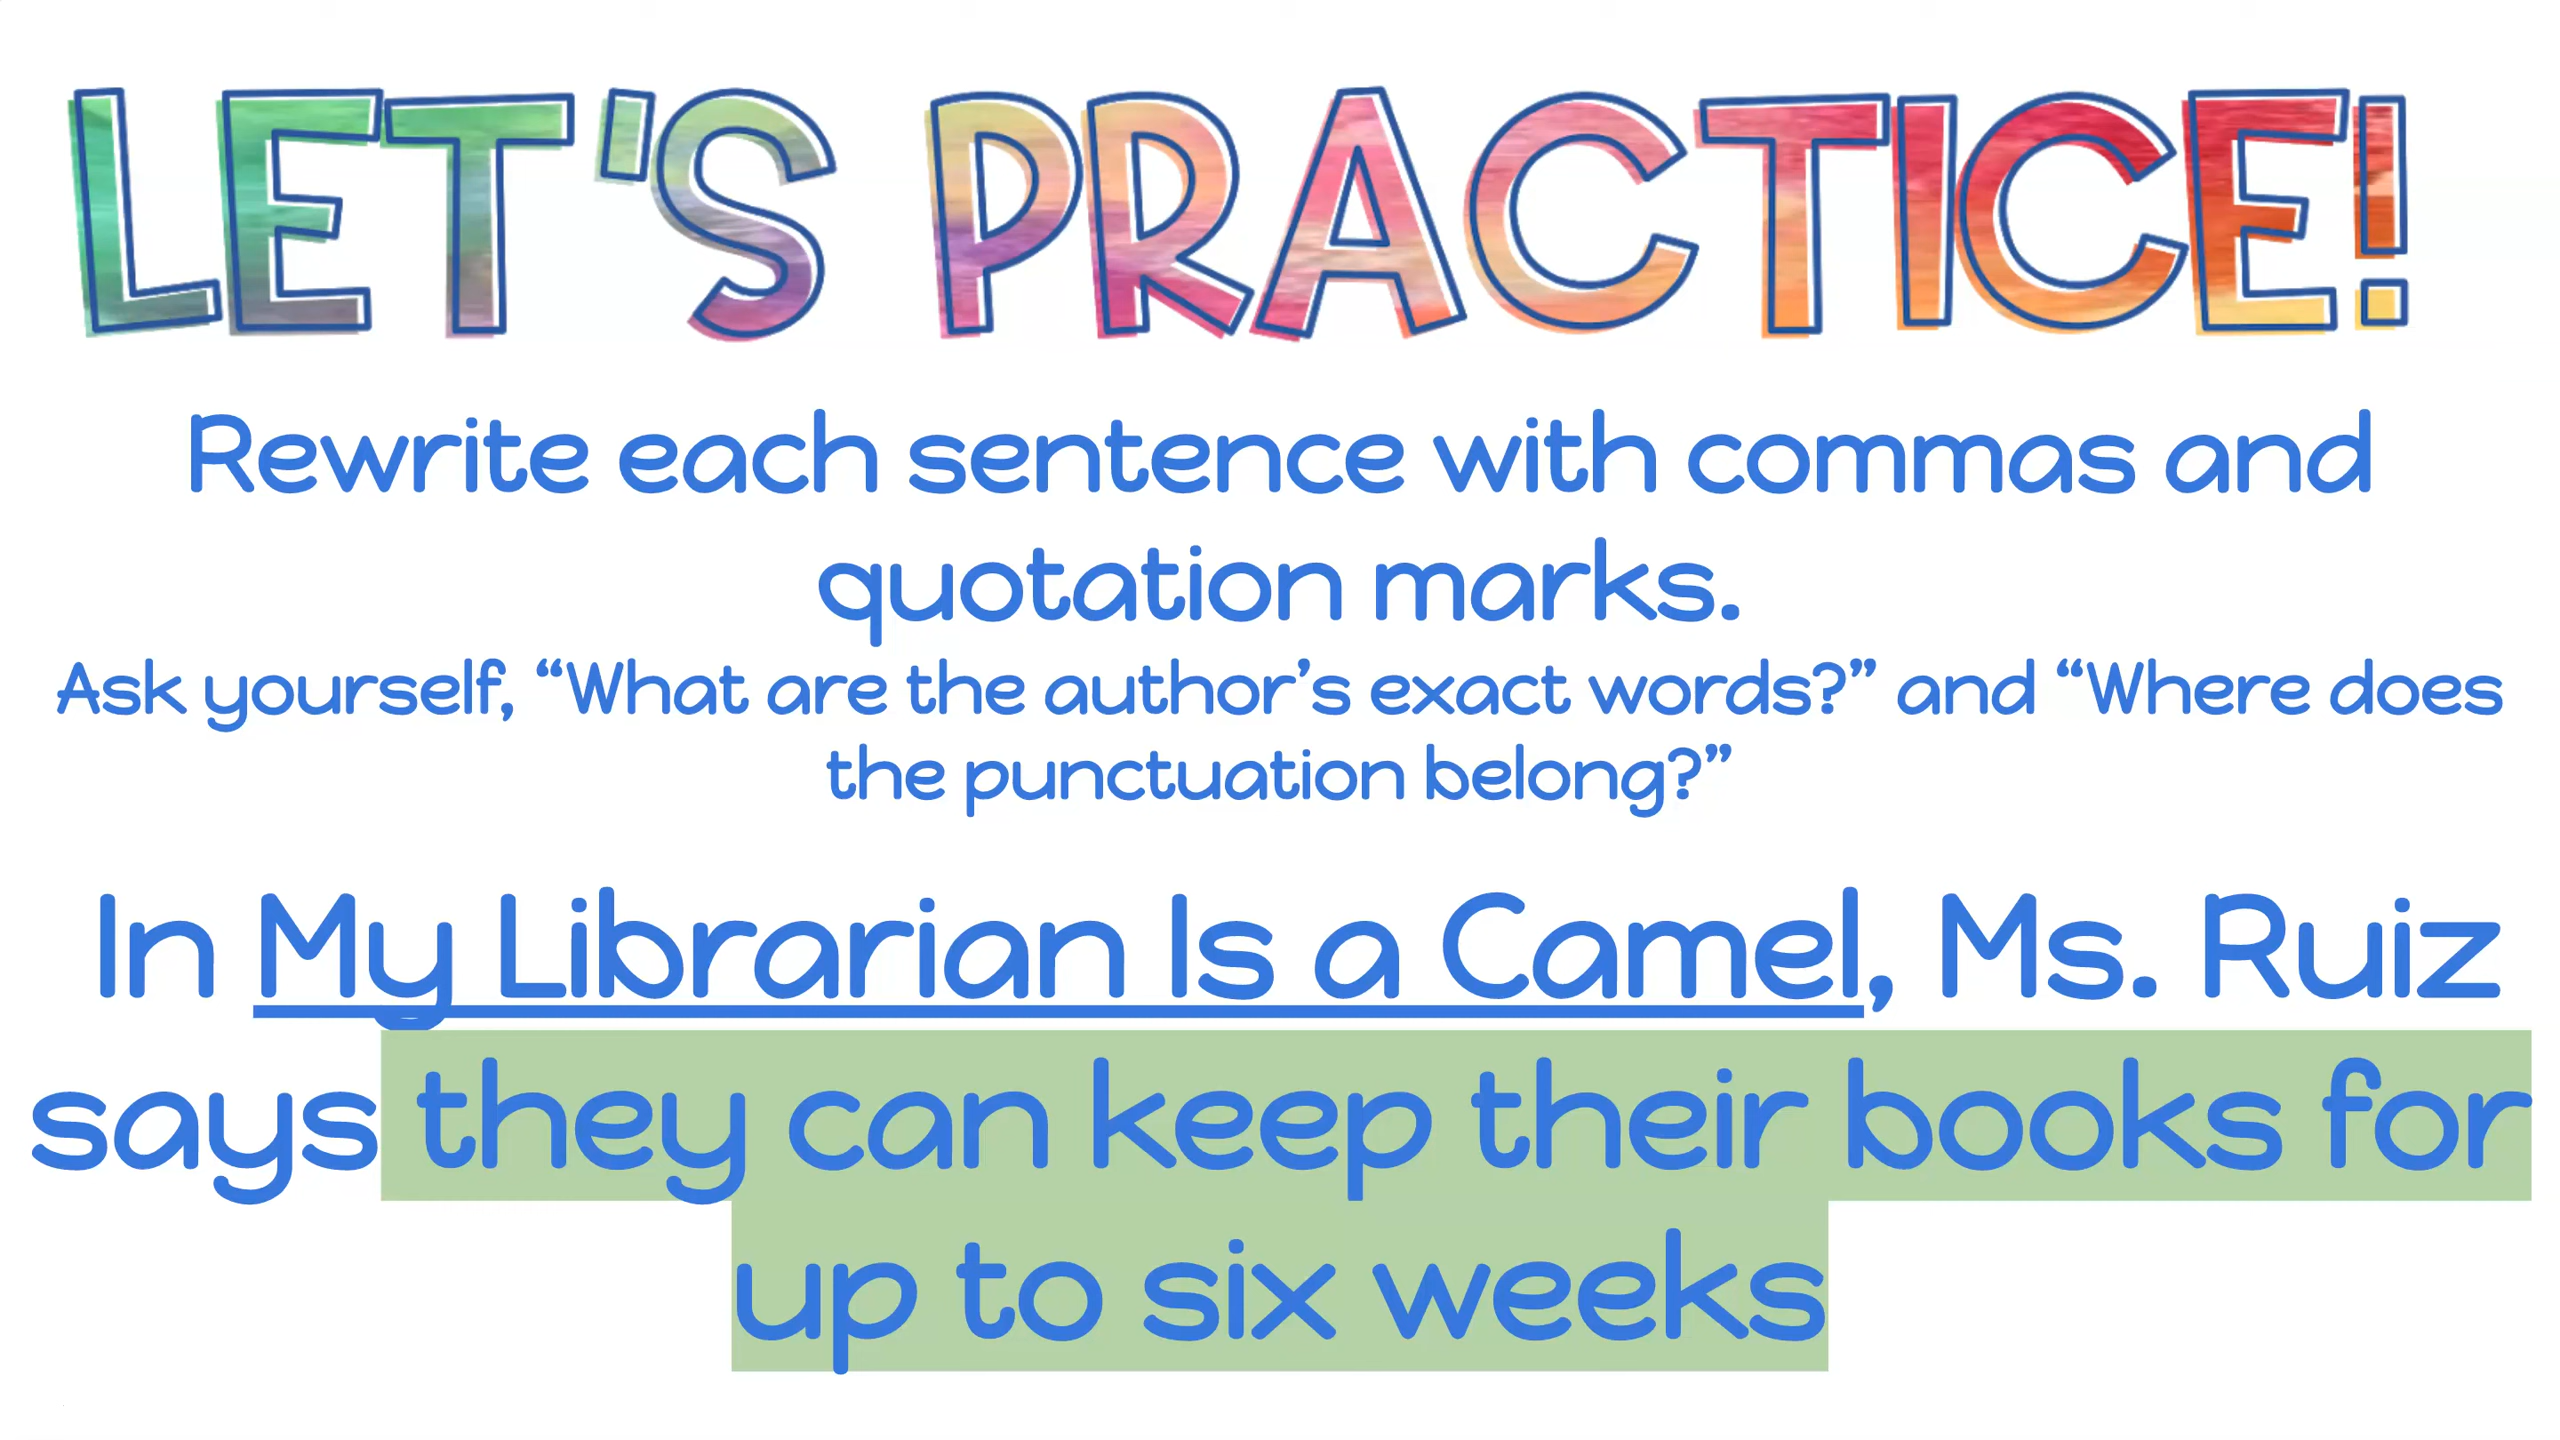 LET'S PRACTICE!
Rewrite each sentence with commas and
quotation marks.
Ask yourself, “What are the author’s exact words?” and “Where does
the punctuation belong?”
In My Librarian Is a Camel, Ms. Ruiz
says they can keep their books for
up to six weeks